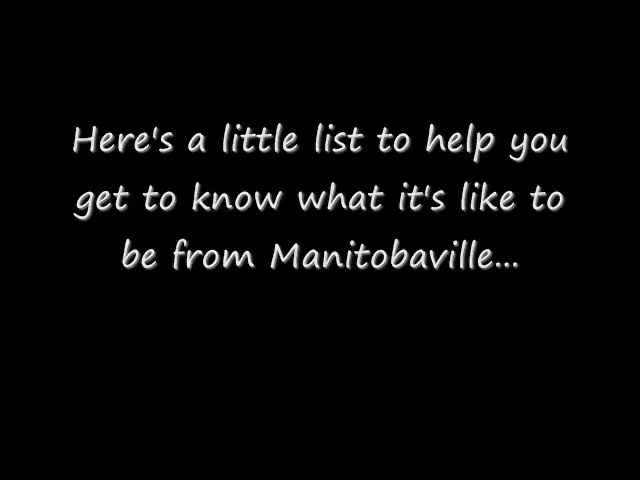 Here's a little list to help you
get to know what it's like to
be from Manitobaville...